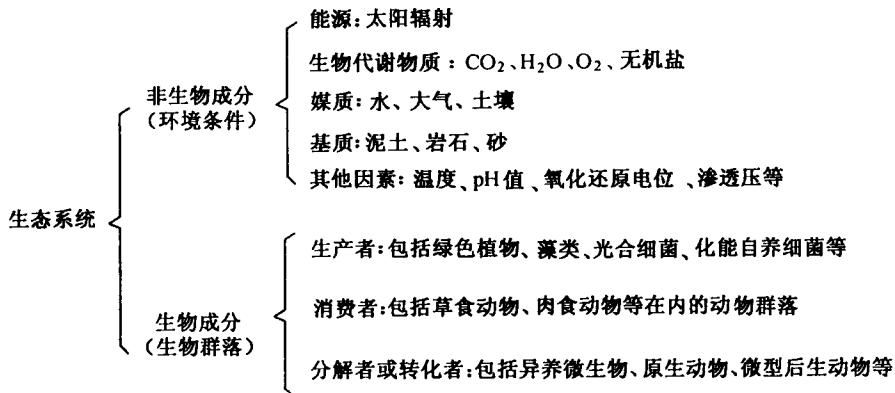 能源：太阳辐射
生物代谢物质：CO₂、H₂O、O₂、无机盐
非生物成分
（环境条件）
媒质：水、大气、土壤
基质：泥土、岩石、砂
其他因素：温度、pH值、氧化还原电位、渗透压等
生态系统
生产者：包括绿色植物、藻类、光合细菌、化能自养细菌等
消费者：包括草食动物、肉食动物等在内的动物群落
生物成分
（生物群落）
分解者或转化者：包括异养微生物、原生动物、微型后生动物等